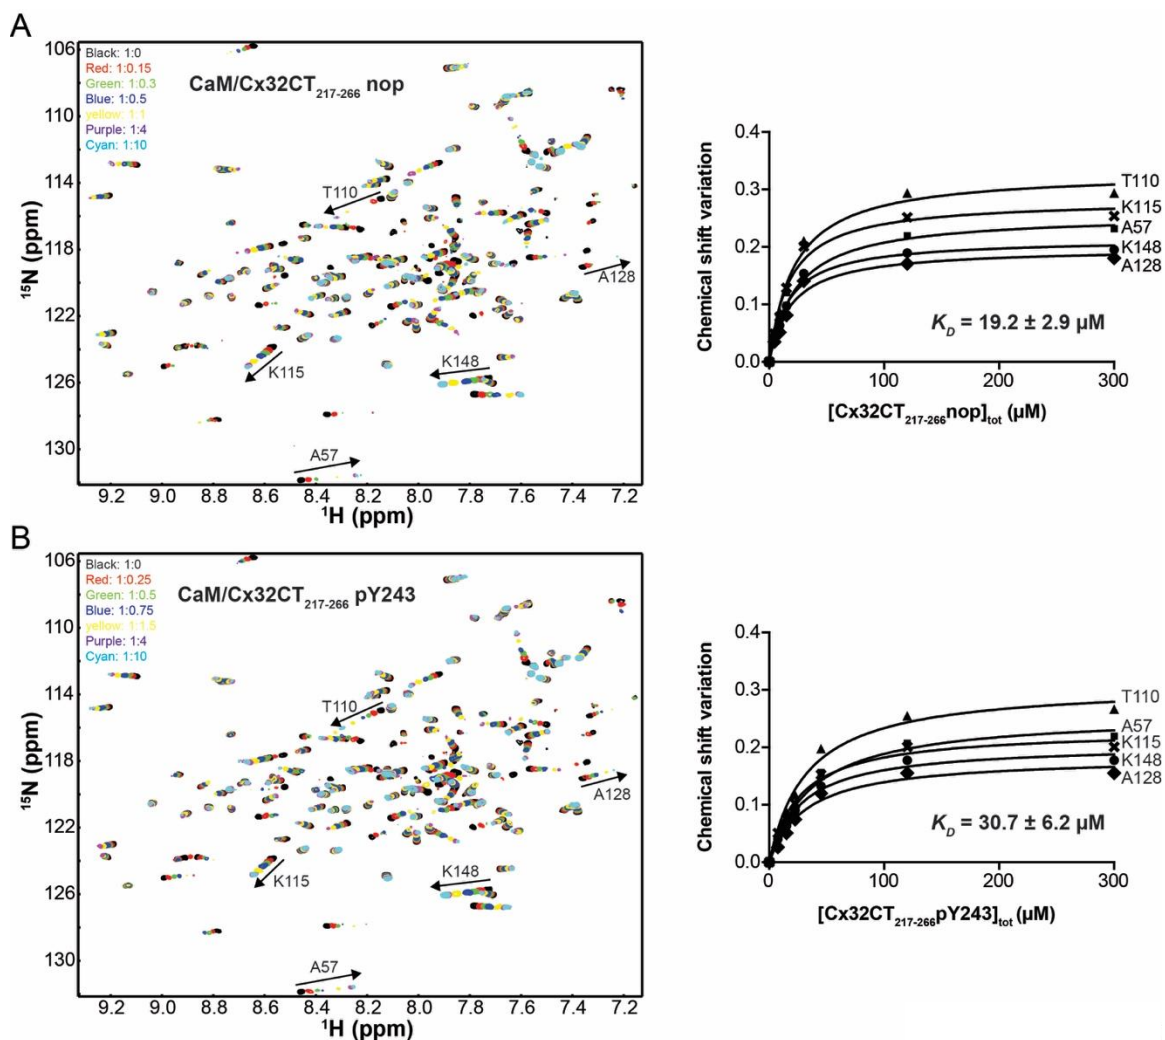 A
Black: 1:0
Red: 1:0.15
Green: 1:0.3
Blue: 1:0.5
yellow: 1:1
Purple: 1:4
Cyan: 1:10
CaM/Cx32CT217-266 nop
106
110
114
118
122
126
130
15N (ppm)
T110
A128
K115
K148
A57
9.2 9.0 8.8 8.6 8.4 8.2 8.0 7.8 7.6 7.4 7.2
1H (ppm)
0.4
0.3
0.2
0.1
0.0
Chemical shift variation
T110
K115
A57
K148
A128
KD = 19.2 ± 2.9 µM
0 100 200 300
[Cx32CT217-266nop]tot (µM)
B
Black: 1:0
Red: 1:0.25
Green: 1:0.5
Blue: 1:0.75
yellow: 1:1.5
Purple: 1:4
Cyan: 1:10
CaM/Cx32CT217-266 pY243
106
110
114
118
122
126
130
15N (ppm)
T110
A128
K115
K148
A57
9.2 9.0 8.8 8.6 8.4 8.2 8.0 7.8 7.6 7.4 7.2
1H (ppm)
0.4
0.3
0.2
0.1
0.0
Chemical shift variation
T110
A57
K115
K148
A128
KD = 30.7 ± 6.2 µM
0 100 200 300
[Cx32CT217-266pY243]tot (µM)